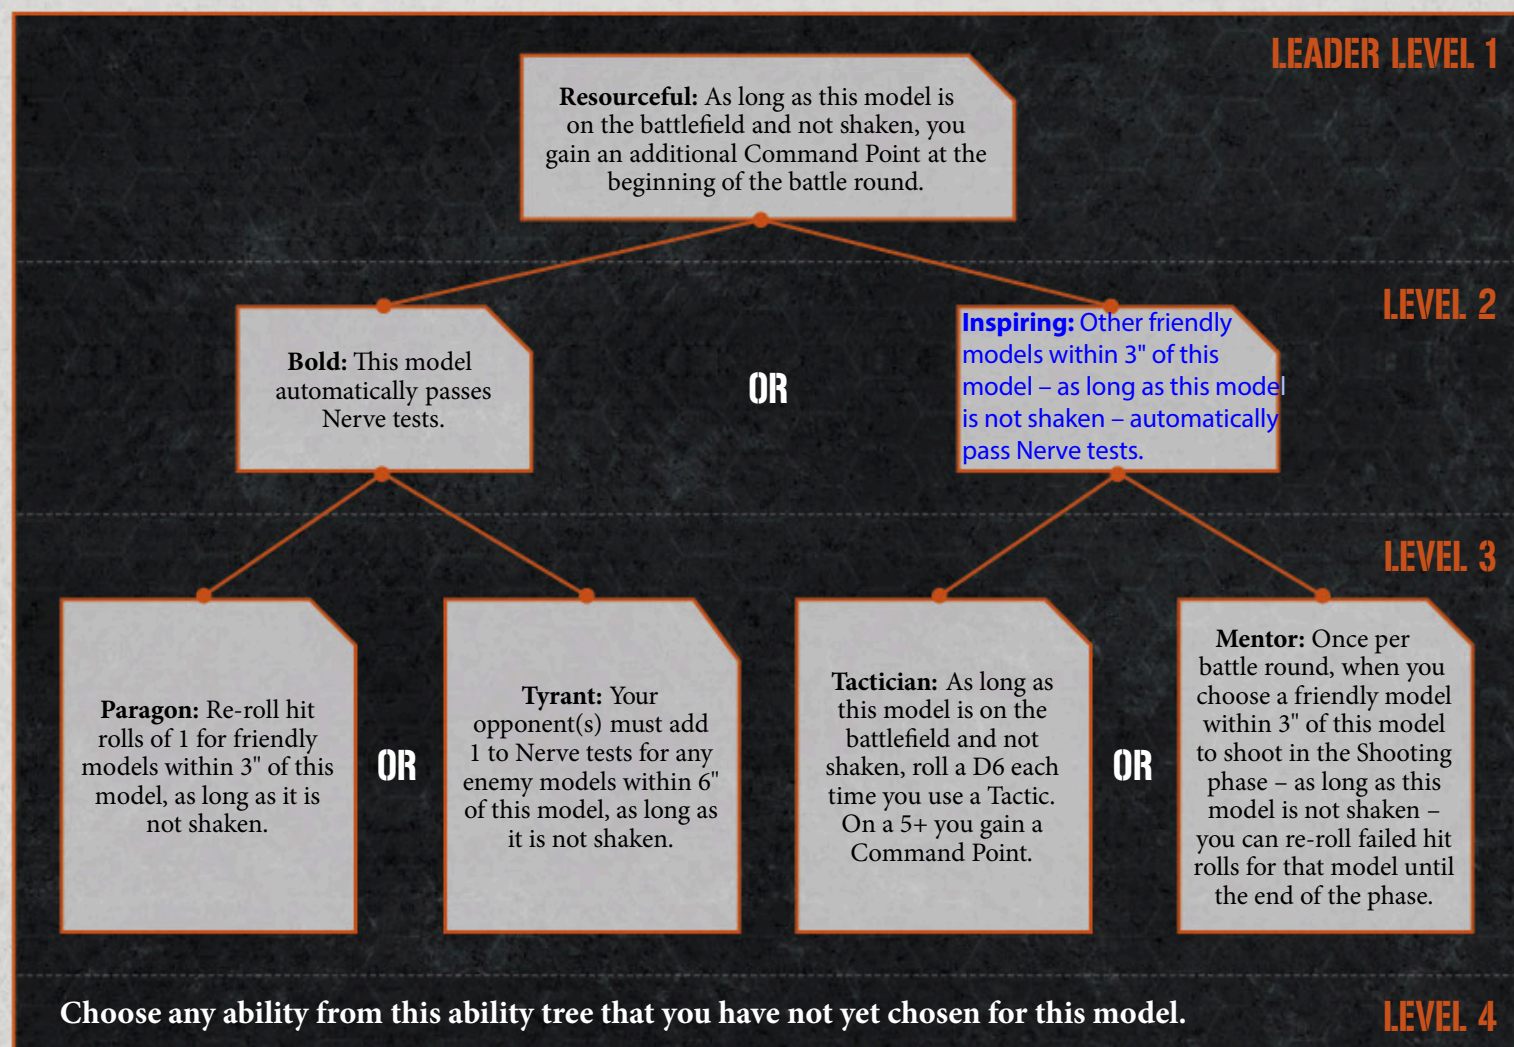 LEADER LEVEL 1
Resourceful: As long as this model is
on the battlefield and not shaken, you
gain an additional Command Point at the
beginning of the battle round.
LEVEL 2
Bold: This model
automatically passes
Nerve tests.
OR
Inspiring: Other friendly
models within 3" of this
model – as long as this model
is not shaken – automatically
pass Nerve tests.
LEVEL 3
Paragon: Re-roll hit
rolls of 1 for friendly
models within 3" of this
model, as long as it is
not shaken.
OR
Tyrant: Your
opponent(s) must add
1 to Nerve tests for any
enemy models within 6"
of this model, as long as
it is not shaken.
Tactician: As long as
this model is on the
battlefield and not
shaken, roll a D6 each
time you use a Tactic.
On a 5+ you gain a
Command Point.
OR
Mentor: Once per
battle round, when you
choose a friendly model
within 3" of this model
to shoot in the Shooting
phase – as long as this
model is not shaken –
you can re-roll failed hit
rolls for that model until
the end of the phase.
Choose any ability from this ability tree that you have not yet chosen for this model.
LEVEL 4